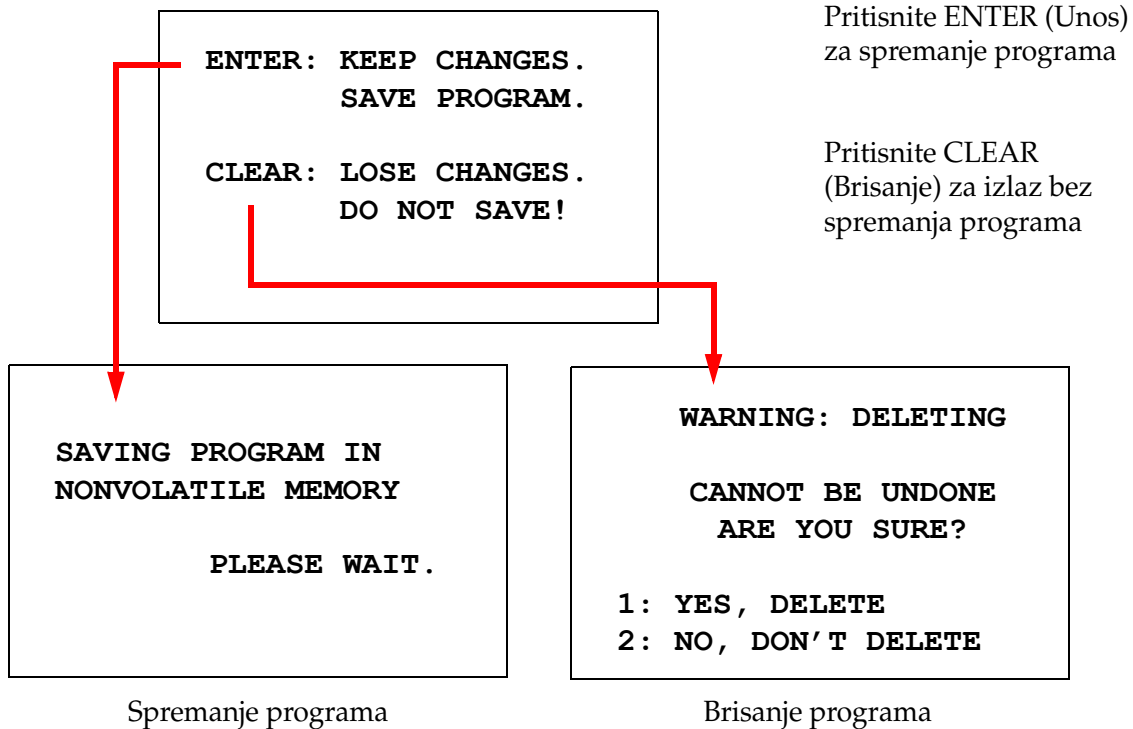 ENTER: KEEP CHANGES.
SAVE PROGRAM.
CLEAR: LOSE CHANGES.
DO NOT SAVE!
Pritisnite ENTER (Unos)
za spremanje programa
Pritisnite CLEAR
(Brisanje) za izlaz bez
spremanja programa
SAVING PROGRAM IN
NONVOLATILE MEMORY
PLEASE WAIT.
Spremanje programa
WARNING: DELETING
CANNOT BE UNDONE
ARE YOU SURE?
1: YES, DELETE
2: NO, DON’T DELETE
Brisanje programa